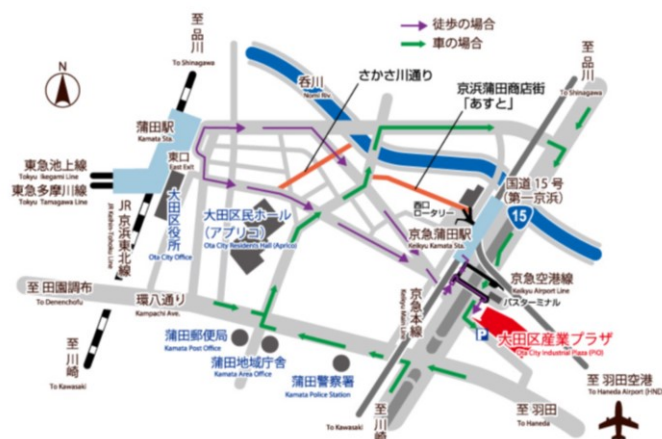 徒歩の場合
車の場合
至 品川
To Shinagawa
N
さかさ川通り
呑川
Nomi Riv.
京浜蒲田商店街
「あすと」
至 品川
To Shinagawa
蒲田駅
Kamata Sta.
東口
East Exit
東急池上線
Tokyu Ikegami Line
東急多摩川線
Tokyu Tamagawa Line
JR 京浜東北線
JR Keihin-Tohoku Line
大田区役所
Ota City Office
大田区民ホール
(アプリコ)
Ota City Residents Hall (Aprico)
西口
ロータリー
京急蒲田駅
Keikyu Kamata Sta.
国道 15 号
(第一京浜)
15
京急空港線
Keikyu Airport Line
バスターミナル
至 田園調布
To Denenchofu
環八通り
Kampachi Ave.
京急本線
Keikyu Main Line
P
大田区産業プラザ
Ota City Industrial Plaza (PiO)
蒲田郵便局
Kamata Post Office
蒲田地域庁舎
Kamata Area Office
蒲田警察署
Kamata Police Station
至 川崎
To Kawasaki
至 川崎
To Kawasaki
至 羽田
To Haneda
至 羽田空港
To Haneda Airport [HND]